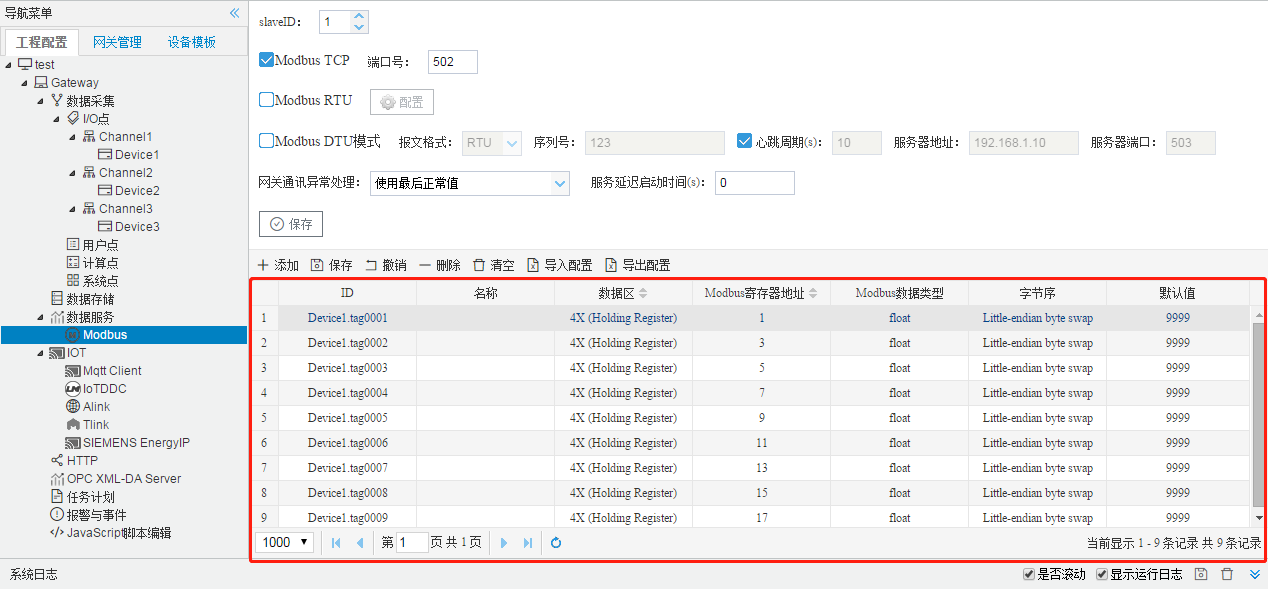 导航菜单
工程配置 网关管理 设备模板
test
Gateway
数据采集
I/O点
Channel1
Device1
Channel2
Device2
Channel3
Device3
用户点
计算点
系统点
数据存储
数据服务
Modbus
IOT
Mqtt Client
IoTDDC
Alink
Tlink
SIEMENS EnergyIP
HTTP
OPC XML-DA Server
任务计划
报警与事件
JavaScript脚本编辑
slaveID: 1
Modbus TCP 端口号: 502
Modbus RTU 配置
Modbus DTU模式 报文格式: RTU 序列号: 123 心跳周期(s): 10 服务器地址: 192.168.1.10 服务器端口: 503
网关通讯异常处理: 使用最后正常值 服务延迟启动时间(s): 0
保存
添加 保存 撤销 删除 清空 导入配置 导出配置
ID 名称 数据区 Modbus寄存器地址 Modbus数据类型 字节序 默认值
1 Device1.tag0001 4X (Holding Register) 1 float Little-endian byte swap 9999
2 Device1.tag0002 4X (Holding Register) 3 float Little-endian byte swap 9999
3 Device1.tag0003 4X (Holding Register) 5 float Little-endian byte swap 9999
4 Device1.tag0004 4X (Holding Register) 7 float Little-endian byte swap 9999
5 Device1.tag0005 4X (Holding Register) 9 float Little-endian byte swap 9999
6 Device1.tag0006 4X (Holding Register) 11 float Little-endian byte swap 9999
7 Device1.tag0007 4X (Holding Register) 13 float Little-endian byte swap 9999
8 Device1.tag0008 4X (Holding Register) 15 float Little-endian byte swap 9999
9 Device1.tag0009 4X (Holding Register) 17 float Little-endian byte swap 9999
1000 第 1 页 共 1 页 当前显示 1 - 9 条记录 共 9 条记录
系统日志 是否滚动 显示运行日志